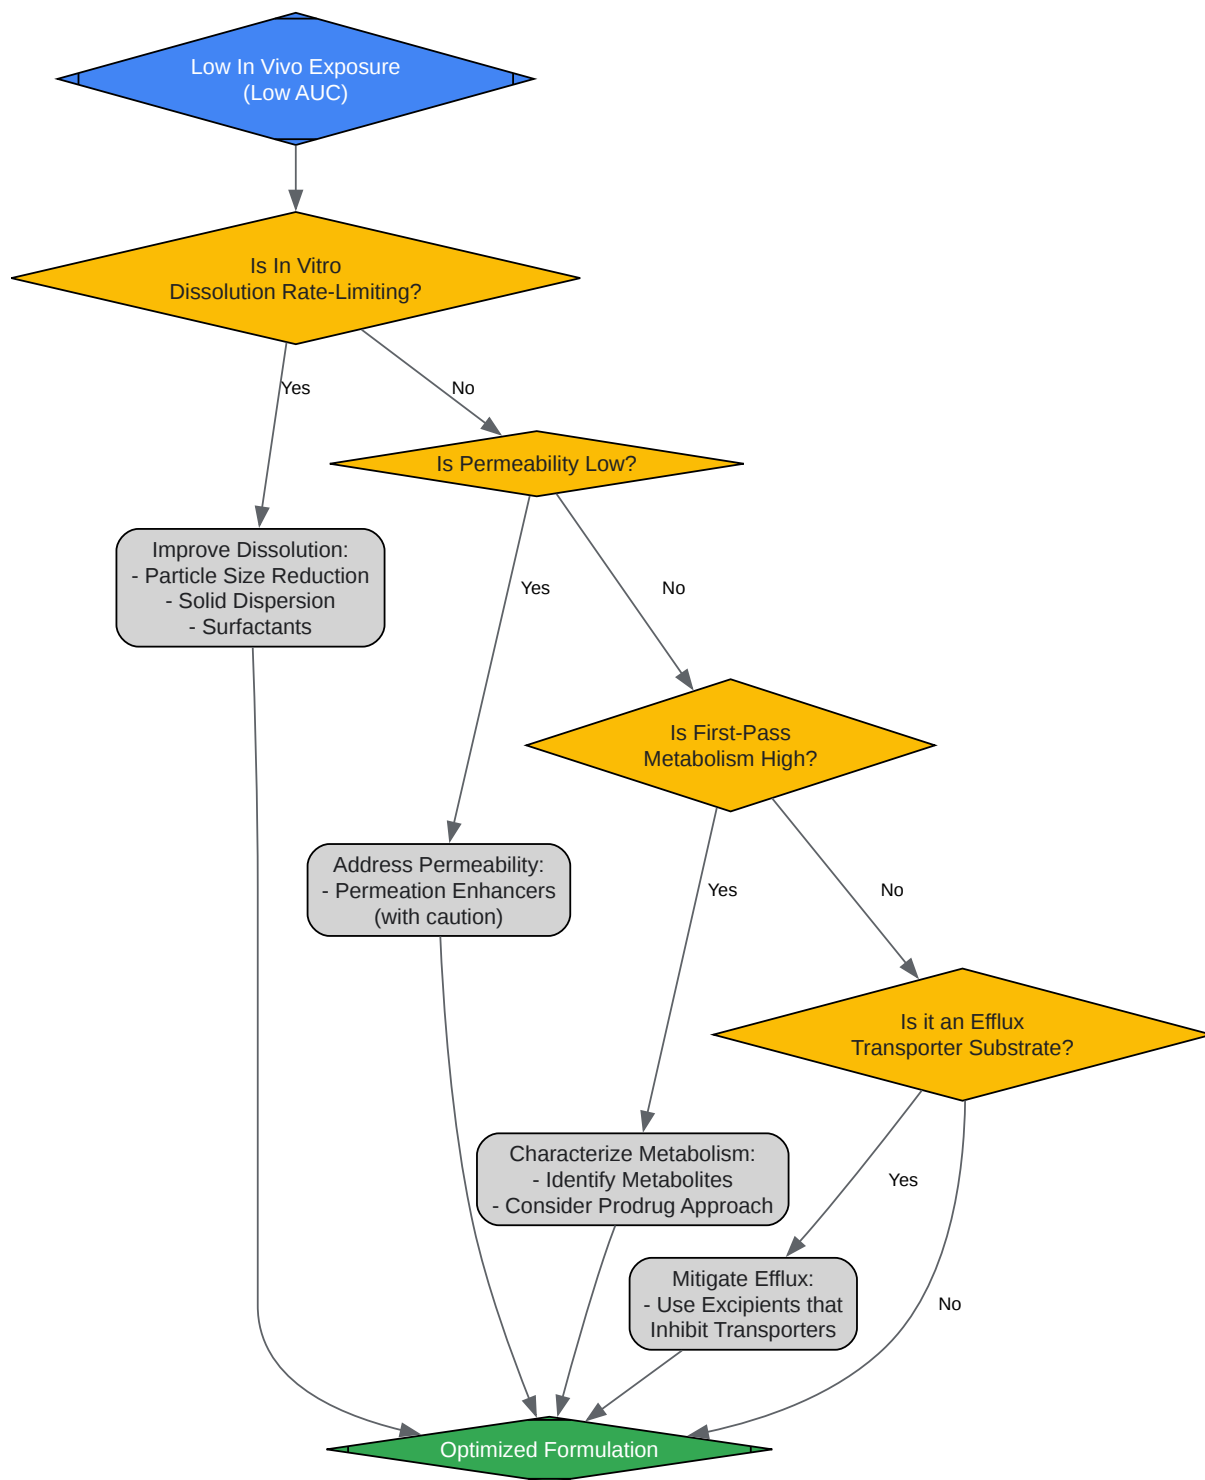 Low In Vivo Exposure
(Low AUC)
Is In Vitro
Dissolution Rate-Limiting?
Yes
No
Is Permeability Low?
Improve Dissolution:
- Particle Size Reduction
- Solid Dispersion
- Surfactants
Yes
No
Is First-Pass
Metabolism High?
Address Permeability:
- Permeation Enhancers
(with caution)
Yes
No
Is it an Efflux
Transporter Substrate?
Characterize Metabolism:
- Identify Metabolites
- Consider Prodrug Approach
Yes
Mitigate Efflux:
- Use Excipients that
Inhibit Transporters
No
Optimized Formulation